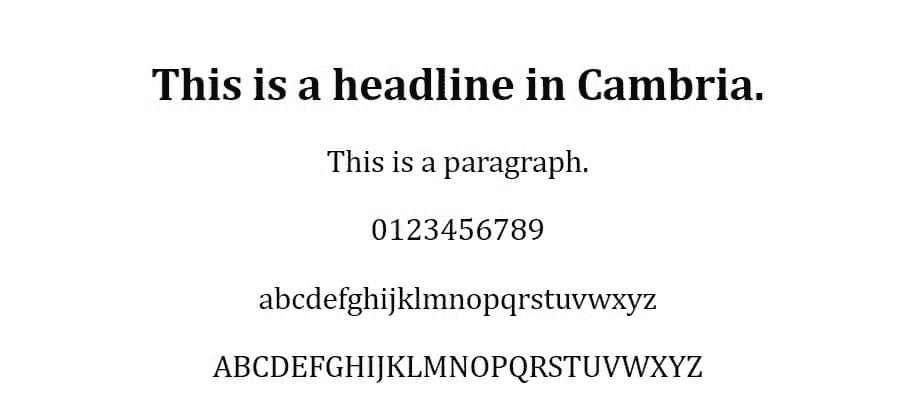 This is a headline in Cambria.
This is a paragraph.
0123456789
abcdefghijklmnopqrstuvwxyz
ABCDEFGHIJKLMNOPQRSTUVWXYZ